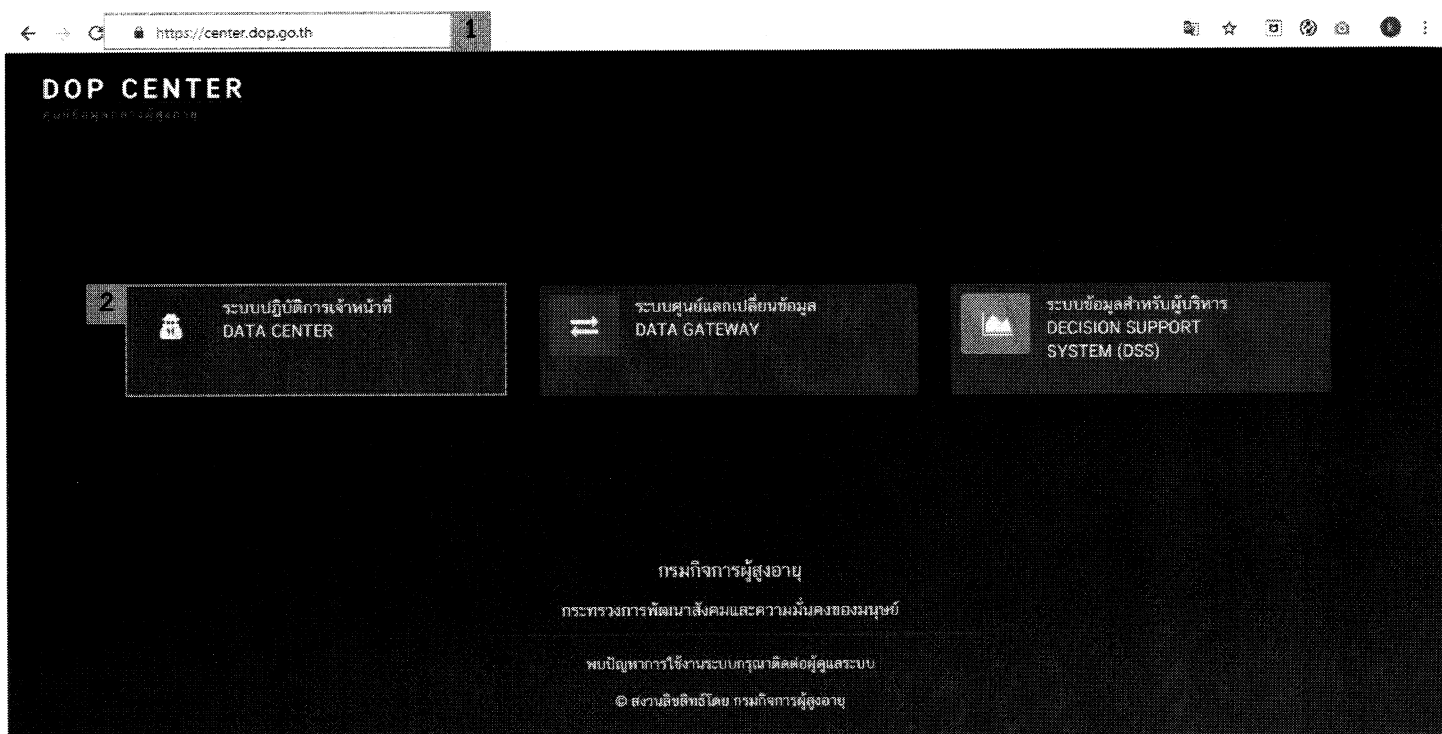 https://center.dop.go.th
1
DOP CENTER
2
ระบบปฏิบัติการเจ้าหน้าที่
DATA CENTER
ระบบศูนย์แลกเปลี่ยนข้อมูล
DATA GATEWAY
ระบบข้อมูลสำหรับผู้บริหาร
DECISION SUPPORT
SYSTEM (DSS)
กรมกิจการผู้สูงอายุ
กระทรวงการพัฒนาสังคมและความมั่นคงของมนุษย์
พบปัญหาการใช้งานระบบกรุณาติดต่อผู้ดูแลระบบ
© สงวนลิขสิทธ์โดย กรมกิจการผู้สูงอายุ